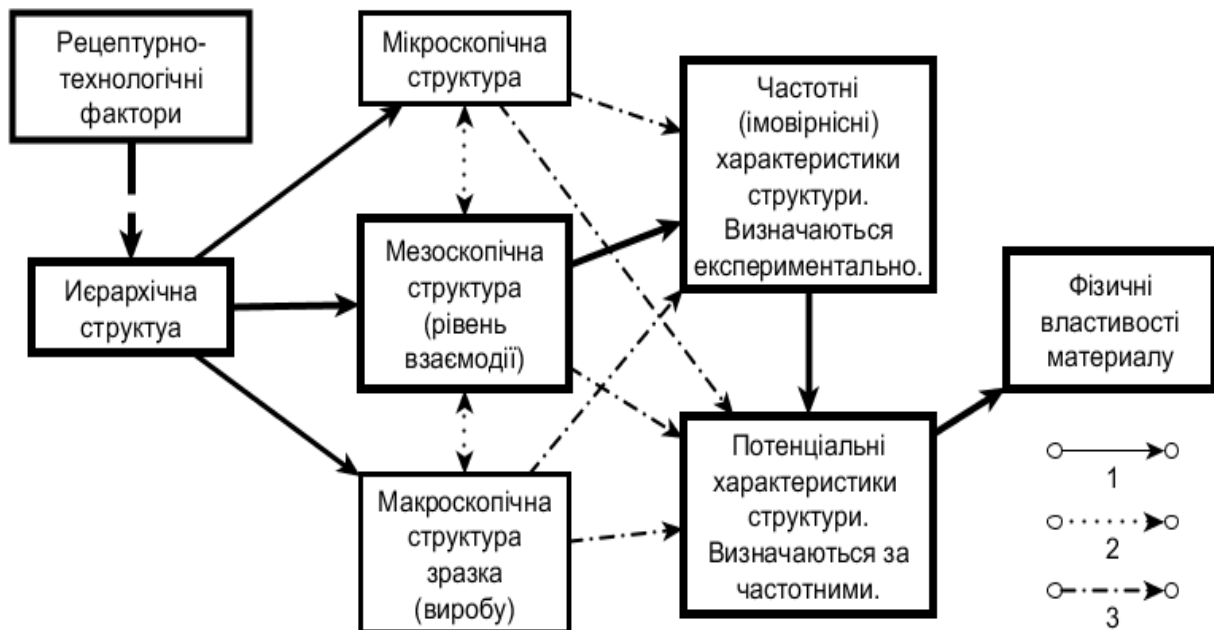 Рецептурно-
технологічні
фактори
Мікроскопічна
структура
Частотні
(імовірнісні)
характеристики
структури.
Визначаються
експериментально.
Иєрархічна
структуа
Мезоскопічна
структура
(рівень
взаємодії)
Фізичні
властивості
материалу
Макроскопічна
структура
зразка
(виробу)
Потенціальні
характеристики
структури.
Визначаються за
частотними.
1
2
3